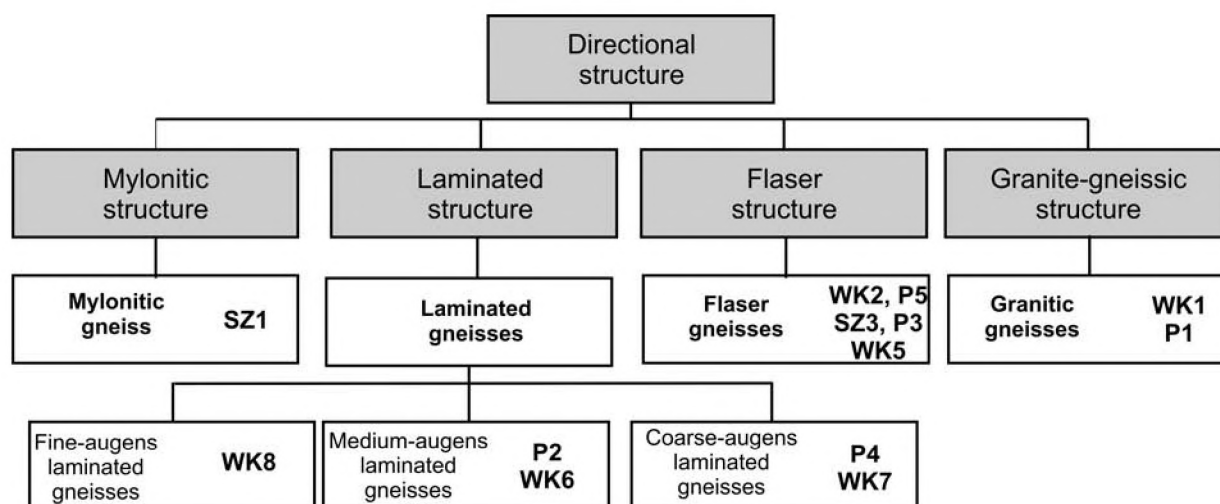 Directional
structure
Mylonitic
structure
Laminated
structure
Flaser
structure
Granite-gneissic
structure
Mylonitic
gneiss
SZ1
Laminated
gneisses
Flaser
gneisses
WK2, P5
SZ3, P3
WK5
Granitic
gneisses
WK1
P1
Fine-augens
laminated
gneisses
WK8
Medium-augens
laminated
gneisses
P2
WK6
Coarse-augens
laminated
gneisses
P4
WK7